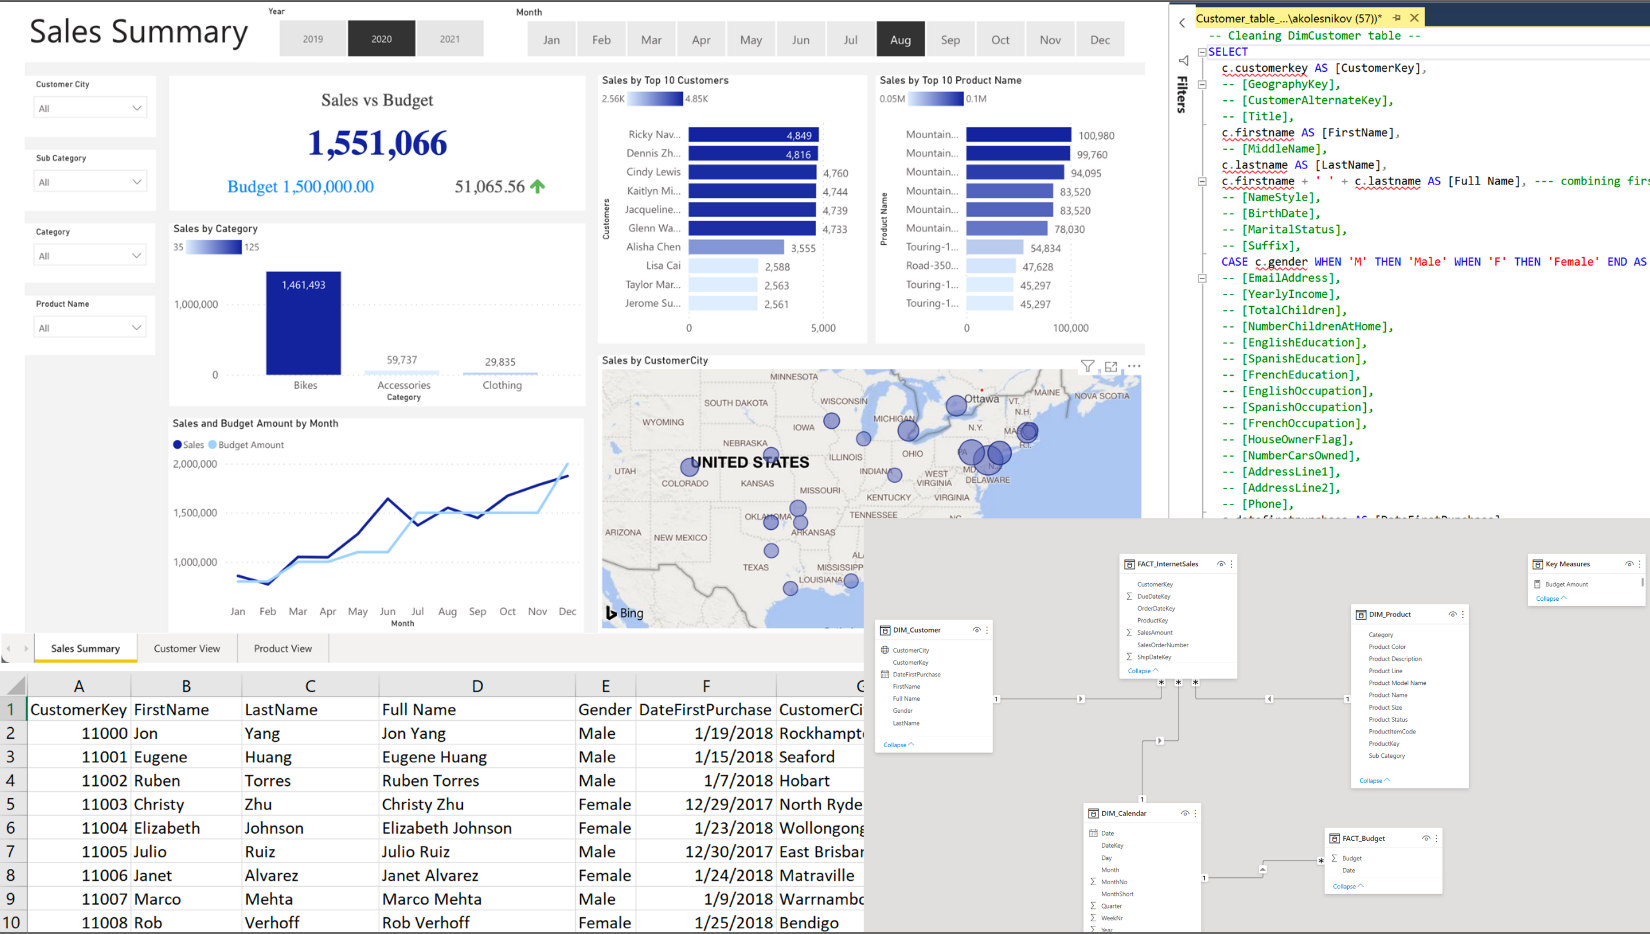 Sales Summary
Year
2019 2020 2021
Month
Jan Feb Mar Apr May Jun Jul Aug Sep Oct Nov Dec
Customer City
All
Sub Category
All
Category
All
Product Name
All
Sales vs Budget
1,551,066
Budget 1,500,000.00 51,065.56
Sales by Category
35 125
1,461,493
59,737
29,835
1,000,000
0
Bikes Accessories Clothing
Category
Sales and Budget Amount by Month
Sales Budget Amount
2,000,000
1,500,000
1,000,000
Jan Feb Mar Apr May Jun Jul Aug Sep Oct Nov Dec
Month
Sales by Top 10 Customers
2.56K 4.85K
Customers
Ricky Nav... 4,849
Dennis Zh... 4,816
Cindy Lewis 4,760
Kaitlyn Mi... 4,744
Jacqueline... 4,739
Glenn Wa... 4,733
Alisha Chen 3,555
Lisa Cai 2,588
Taylor Mar... 2,563
Jerome Su... 2,561
0 5,000
Sales by Top 10 Product Name
0.05M 0.1M
Product Name
Mountain... 100,980
Mountain... 99,760
Mountain... 94,095
Mountain... 83,520
Mountain... 83,520
Mountain... 78,030
Touring-1... 54,834
Road-350... 47,628
Touring-1... 45,297
Touring-1... 45,297
0 100,000
Sales by CustomerCity
MINNESOTA
SOUTH DAKOTA
WISCONSIN
Ottawa
VT.
MAINE
NOVA SCOTIA
N.H.
WYOMING
MICHIGAN
IOWA
N.Y.
MA
R.I.
NEBRASKA
UNITED STATES
ILLINOIS
OHIO
PA
UTAH
INDIANA
MD
N.J.
COLORADO
KANSAS
WEST VIRGINIA
DELAWARE
MISSOURI
KENTUCKY
VIRGINIA
OKLAHOMA
TENNESSEE
ARIZONA
NEW MEXICO
ARKANSAS
TEXAS
MISSISSIPP
AL
LOUISIANA
Bing
Filters
Customer_table_...\akolesnikov (57))*
-- Cleaning DimCustomer table --
SELECT
c.customerkey AS [CustomerKey],
-- [GeographyKey],
-- [CustomerAlternateKey],
-- [Title],
c.firstname AS [FirstName],
-- [MiddleName],
c.lastname AS [LastName],
c.firstname + ' ' + c.lastname AS [Full Name], --- combining firs
-- [NameStyle],
-- [BirthDate],
-- [MaritalStatus],
-- [Suffix],
CASE c.gender WHEN 'M' THEN 'Male' WHEN 'F' THEN 'Female' END AS
-- [EmailAddress],
-- [YearlyIncome],
-- [TotalChildren],
-- [NumberChildrenAtHome],
-- [EnglishEducation],
-- [SpanishEducation],
-- [FrenchEducation],
-- [EnglishOccupation],
-- [SpanishOccupation],
-- [FrenchOccupation],
-- [HouseOwnerFlag],
-- [NumberCarsOwned],
-- [AddressLine1],
-- [AddressLine2],
-- [Phone],
Sales Summary Customer View Product View
A B C D E F G
1 CustomerKey FirstName LastName Full Name Gender DateFirstPurchase CustomerCi
2 11000 Jon Yang Jon Yang Male 1/19/2018 Rockhampt
3 11001 Eugene Huang Eugene Huang Male 1/15/2018 Seaford
4 11002 Ruben Torres Ruben Torres Male 1/7/2018 Hobart
5 11003 Christy Zhu Christy Zhu Female 12/29/2017 North Ryde
6 11004 Elizabeth Johnson Elizabeth Johnson Female 1/23/2018 Wollongong
7 11005 Julio Ruiz Julio Ruiz Male 12/30/2017 East Brisba
8 11006 Janet Alvarez Janet Alvarez Female 1/24/2018 Matraville
9 11007 Marco Mehta Marco Mehta Male 1/9/2018 Warrnambo
10 11008 Rob Verhoff Rob Verhoff Female 1/25/2018 Bendigo
DIM_Customer
CustomerCity
CustomerKey
DateFirstPurchase
FirstName
Full Name
Gender
LastName
Collapse
FACT_InternetSales
CustomerKey
DueDateKey
OrderDateKey
ProductKey
SalesAmount
SalesOrderNumber
ShipDateKey
Collapse
Key Measures
Budget Amount
Collapse
DIM_Product
Category
Product Color
Product Description
Product Line
Product Model Name
Product Name
Product Size
Product Status
ProductItemCode
ProductKey
Sub Category
Collapse
1 * * * 1
1
DIM_Calendar
Date
DateKey
Day
Month
MonthNo
MonthShort
Quarter
WeekNr
Year
1 *
FACT_Budget
Budget
Date
Collapse